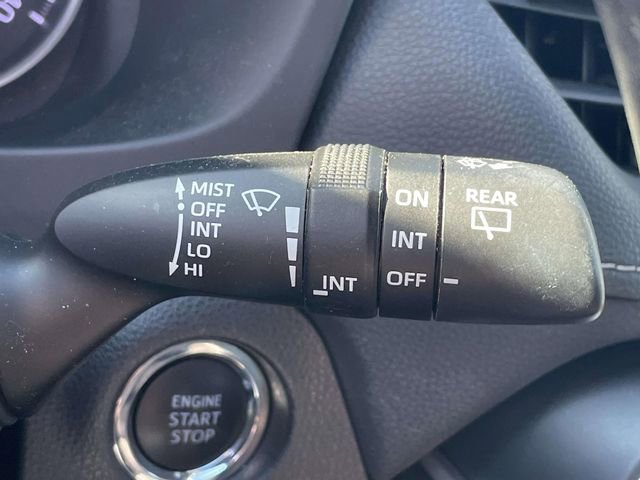 MIST
OFF
INT
LO
HI
INT
ON
INT
OFF
REAR
ENGINE
START
STOP